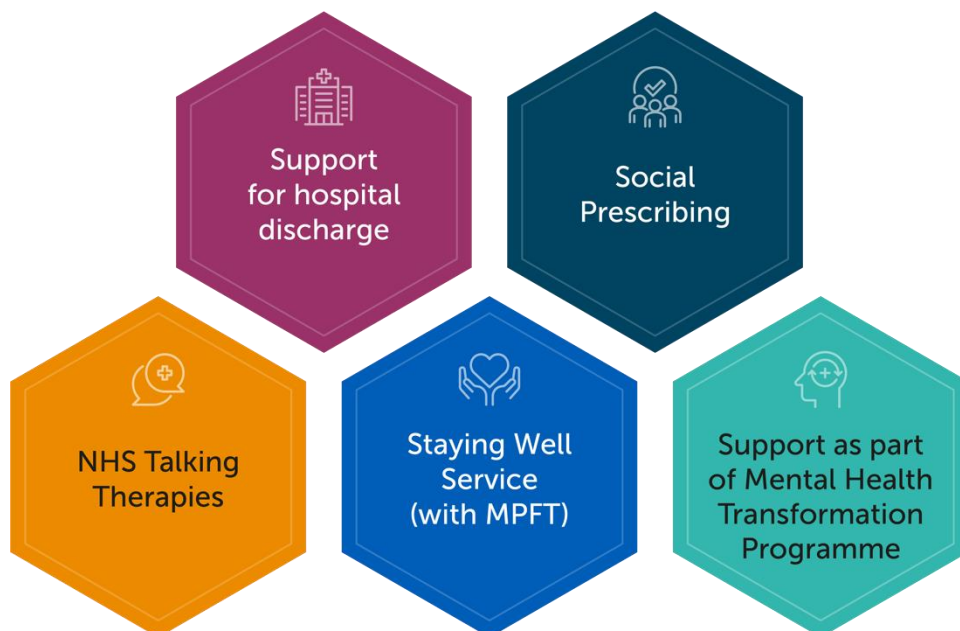 Support
for hospital
discharge
Social
Prescribing
NHS Talking
Therapies
Staying Well
Service
(with MPFT)
Support as part
of Mental Health
Transformation
Programme